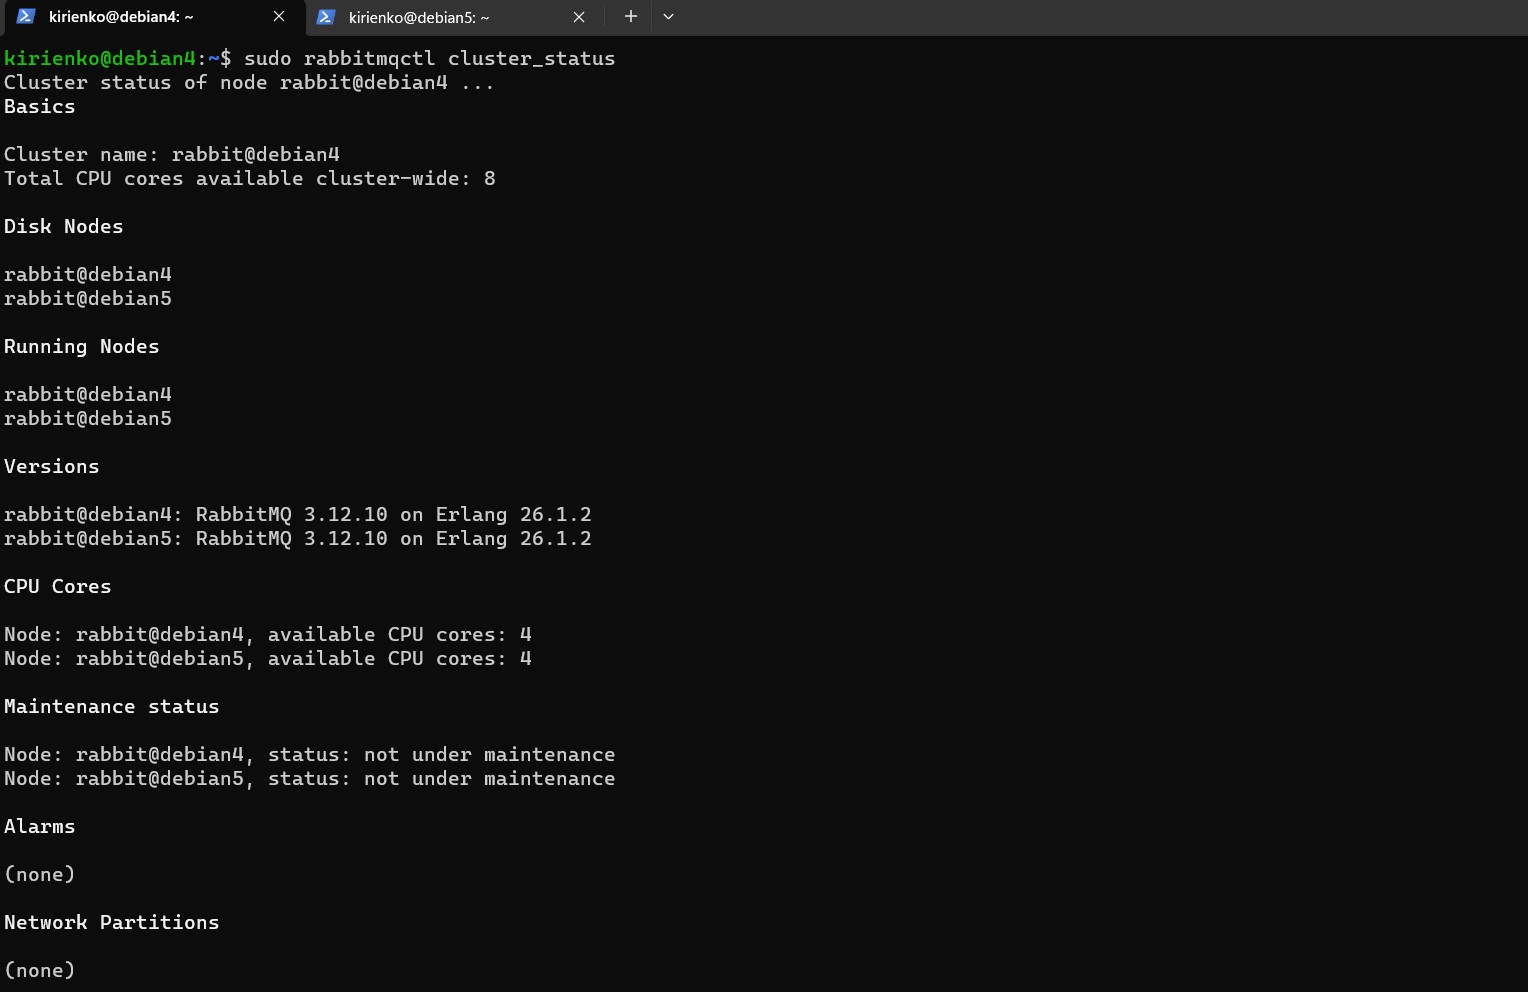 kirienko@debian4: ~
kirienko@debian5: ~
kirienko@debian4:~$ sudo rabbitmqctl cluster_status
Cluster status of node rabbit@debian4 ...
Basics
Cluster name: rabbit@debian4
Total CPU cores available cluster-wide: 8
Disk Nodes
rabbit@debian4
rabbit@debian5
Running Nodes
rabbit@debian4
rabbit@debian5
Versions
rabbit@debian4: RabbitMQ 3.12.10 on Erlang 26.1.2
rabbit@debian5: RabbitMQ 3.12.10 on Erlang 26.1.2
CPU Cores
Node: rabbit@debian4, available CPU cores: 4
Node: rabbit@debian5, available CPU cores: 4
Maintenance status
Node: rabbit@debian4, status: not under maintenance
Node: rabbit@debian5, status: not under maintenance
Alarms
(none)
Network Partitions
(none)